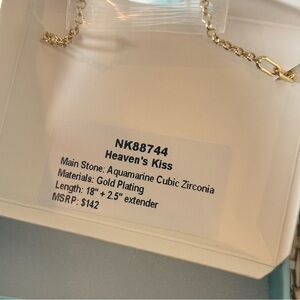 NK88744
Heaven's Kiss
Main Stone: Aquamarine Cubic Zirconia
Materials: Gold Plating
Length: 18" + 2.5" extender
MSRP: $142